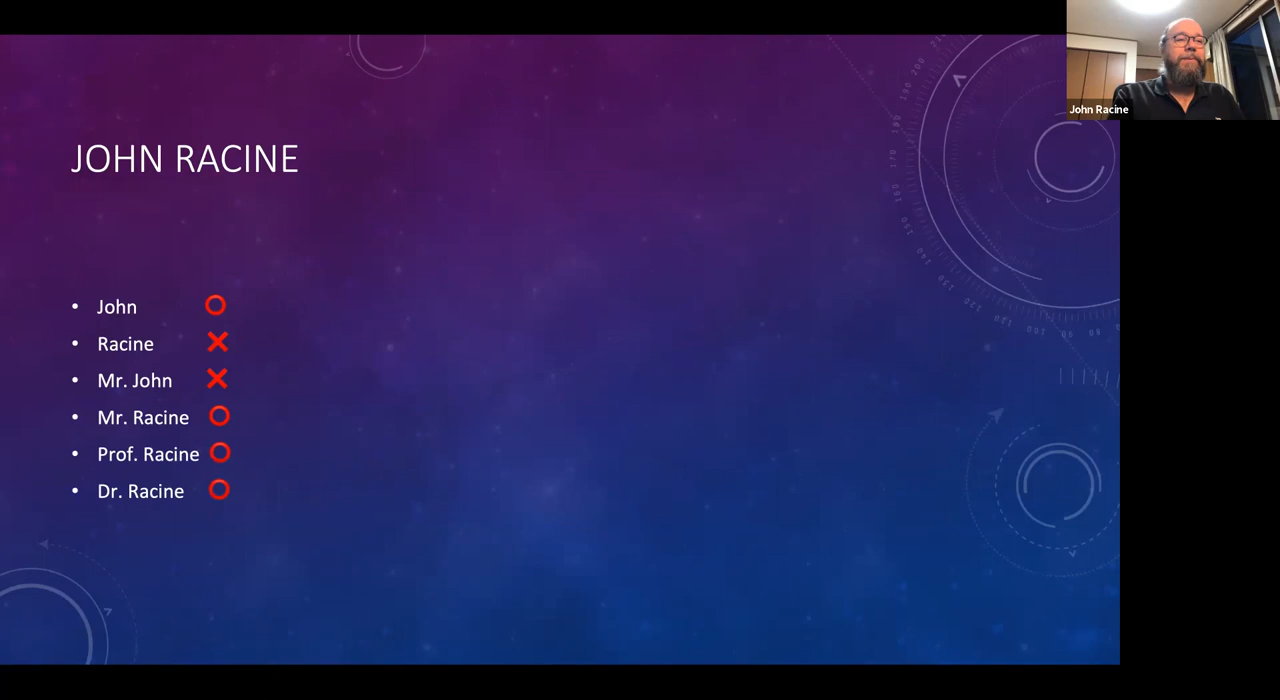 John Racine
JOHN RACINE
• John ⭕
• Racine ❌
• Mr. John ❌
• Mr. Racine ⭕
• Prof. Racine ⭕
• Dr. Racine ⭕